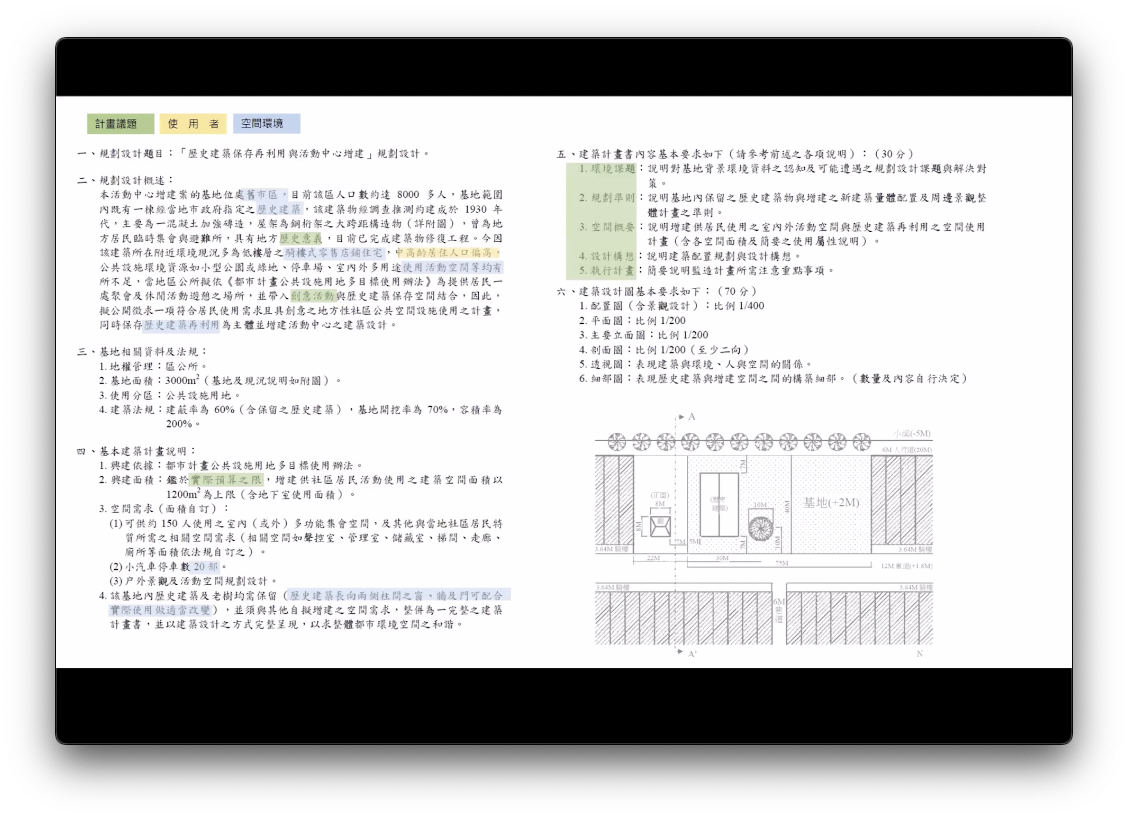 計畫議題 使 用 者 空間環境
一、規劃設計題目：「歷史建築保存再利用與活動中心增建」規劃設計。
二、規劃設計概述：
本活動中心增建案的基地位處舊市區，目前該區人口數約達 8000 多人，基地範圍
內既有一棟經當地市政府指定之歷史建築，該建築物經調查推測約建成於 1930 年
代，主要為一混凝土加強磚造，屋架為鋼桁架之大跨距構造物（詳附圖），曾為地
方居民臨時集會與避難所，具有地方歷史意義，目前已完成建築物修復工程。今因
該建築所在附近環境現況多為低樓層之騎樓式零售店鋪住宅，中高齡居住人口偏高，
公共設施環境資源如小型公園或綠地、停車場、室內外多用途使用活動空間等均有
所不足，當地區公所擬依《都市計畫公共設施用地多目標使用辦法》為提供居民一
處聚會及休閒活動遊憩之場所，並帶入創意活動與歷史建築保存空間結合，因此，
擬公開徵求一項符合居民使用需求且具創意之地方性社區公共空間設施使用之計畫，
同時保存歷史建築再利用為主體並增建活動中心之建築設計。
三、基地相關資料及法規：
1. 地權管理：區公所。
2. 基地面積：3000m²（基地及現況說明如附圖）。
3. 使用分區：公共設施用地。
4. 建築法規：建蔽率為 60%（含保留之歷史建築），基地開挖率為 70%，容積率為
200%。
四、基本建築計畫說明：
1. 興建依據：都市計畫公共設施用地多目標使用辦法。
2. 興建面積：鑑於實際預算之限，增建供社區居民活動使用之建築空間面積以
1200m²為上限（含地下室使用面積）。
3. 空間需求（面積自訂）：
(1) 可供約 150 人使用之室內（或外）多功能集會空間，及其他與當地社區居民特
質所需之相關空間需求（相關空間如聲控室、管理室、儲藏室、梯間、走廊、
廁所等面積依法規自訂之）。
(2) 小汽車停車數 20 部。
(3) 戶外景觀及活動空間規劃設計。
4. 該基地內歷史建築及老樹均需保留（歷史建築長向兩側柱間之窗、牆及門可配合
實際使用做適當改變），並須與其他自擬增建之空間需求，整併為一完整之建築
計畫書，並以建築設計之方式完整呈現，以求整體都市環境空間之和諧。
五、建築計畫書內容基本要求如下（請參考前述之各項說明）：（30 分）
1. 環境課題：說明對基地背景環境資料之認知及可能遭遇之規劃設計課題與解決對
策。
2. 規劃準則：說明基地內保留之歷史建築物與增建之新建築量體配置及周邊景觀整
體計畫之準則。
3. 空間概要：說明增建供居民使用之室內外活動空間與歷史建築再利用之空間使用
計畫（含各空間面積及簡要之使用屬性說明）。
4. 設計構想：說明建築配置規劃與設計構想。
5. 執行計畫：簡要說明監造計畫所需注意重點事項。
六、建築設計圖基本要求如下：（70 分）
1. 配置圖（含景觀設計）：比例 1/400
2. 平面圖：比例 1/200
3. 主要立面圖：比例 1/200
4. 剖面圖：比例 1/200（至少二向）
5. 透視圖：表現建築與環境、人與空間的關係。
6. 細部圖：表現歷史建築與增建空間之間的構築細部。（數量及內容自行決定）
A
(-5M)
基地(+2M)
8M
10M
40M
5M
3.64M 騎樓
3.64M 騎樓
22M
30M
75M
12M 車道(+1.8M)
3.64M 騎樓
3.64M 騎樓
6M
巷
道
A'
N